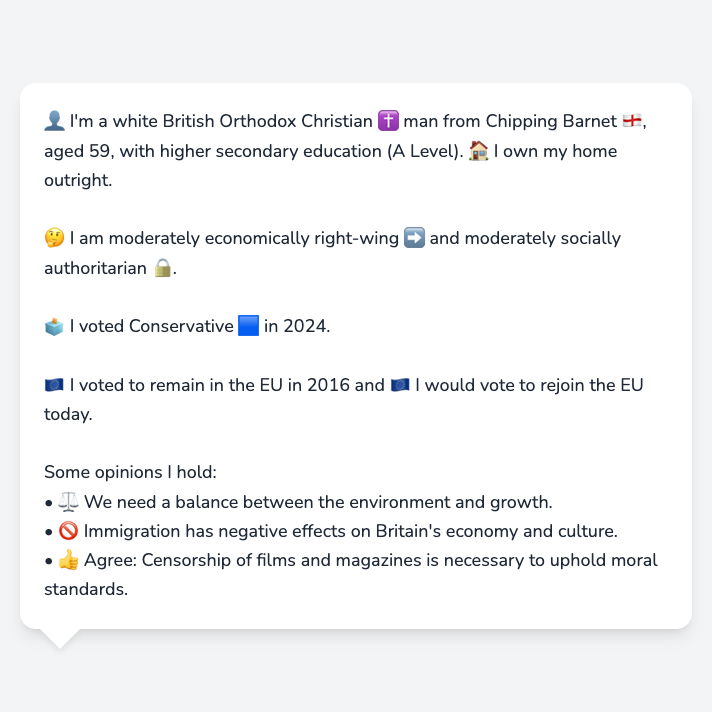 👤 I'm a white British Orthodox Christian ✝️ man from Chipping Barnet 🏴󠁧󠁢󠁥󠁮󠁧󠁿,
aged 59, with higher secondary education (A Level). 🏠 I own my home
outright.
🤔 I am moderately economically right-wing ➡️ and moderately socially
authoritarian 🔒.
🗳️ I voted Conservative 🟦 in 2024.
🇪🇺 I voted to remain in the EU in 2016 and 🇪🇺 I would vote to rejoin the EU
today.
Some opinions I hold:
• ⚖️ We need a balance between the environment and growth.
• 🚫 Immigration has negative effects on Britain's economy and culture.
• 👍 Agree: Censorship of films and magazines is necessary to uphold moral
standards.